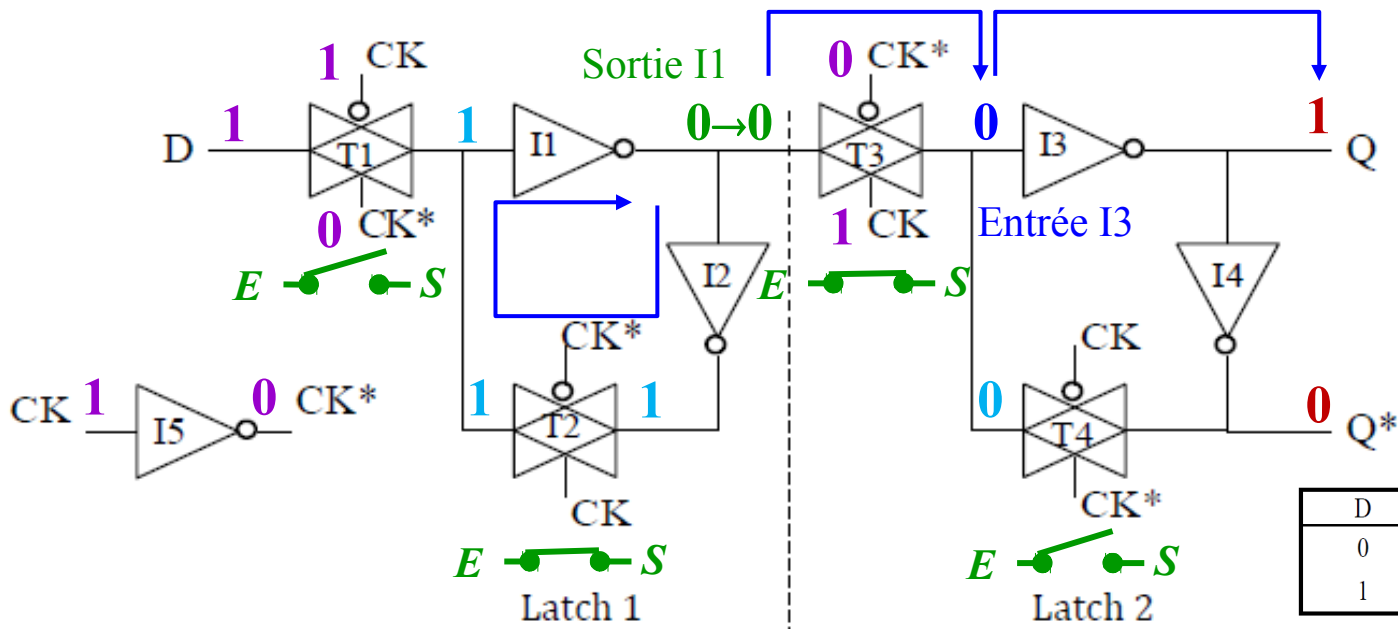 Sortie I1
1 CK
0 CK*
D 1
T1
0 CK*
1
I1
0→0
T3
1 CK
0
I3
1 Q
Entrée I3
E S
I2
E S
I4
CK 1
I5
0 CK*
CK*
1 T2 1
CK
E S
Latch 1
CK
0 T4
CK*
0 Q*
E S
Latch 2
D
0
1